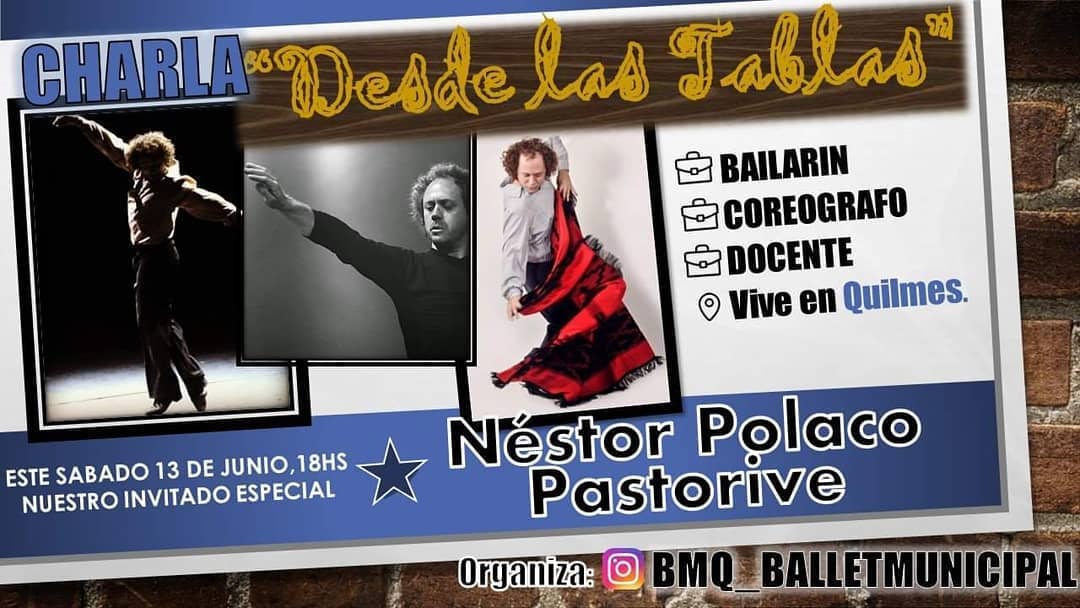 CHARLA
"Desde las Tablas"
BAILARIN
COREOGRAFO
DOCENTE
Vive en Quilmes.
ESTE SABADO 13 DE JUNIO,18HS
NUESTRO INVITADO ESPECIAL
Néstor Polaco
Pastorive
Organiza: BMQ_BALLETMUNICIPAL